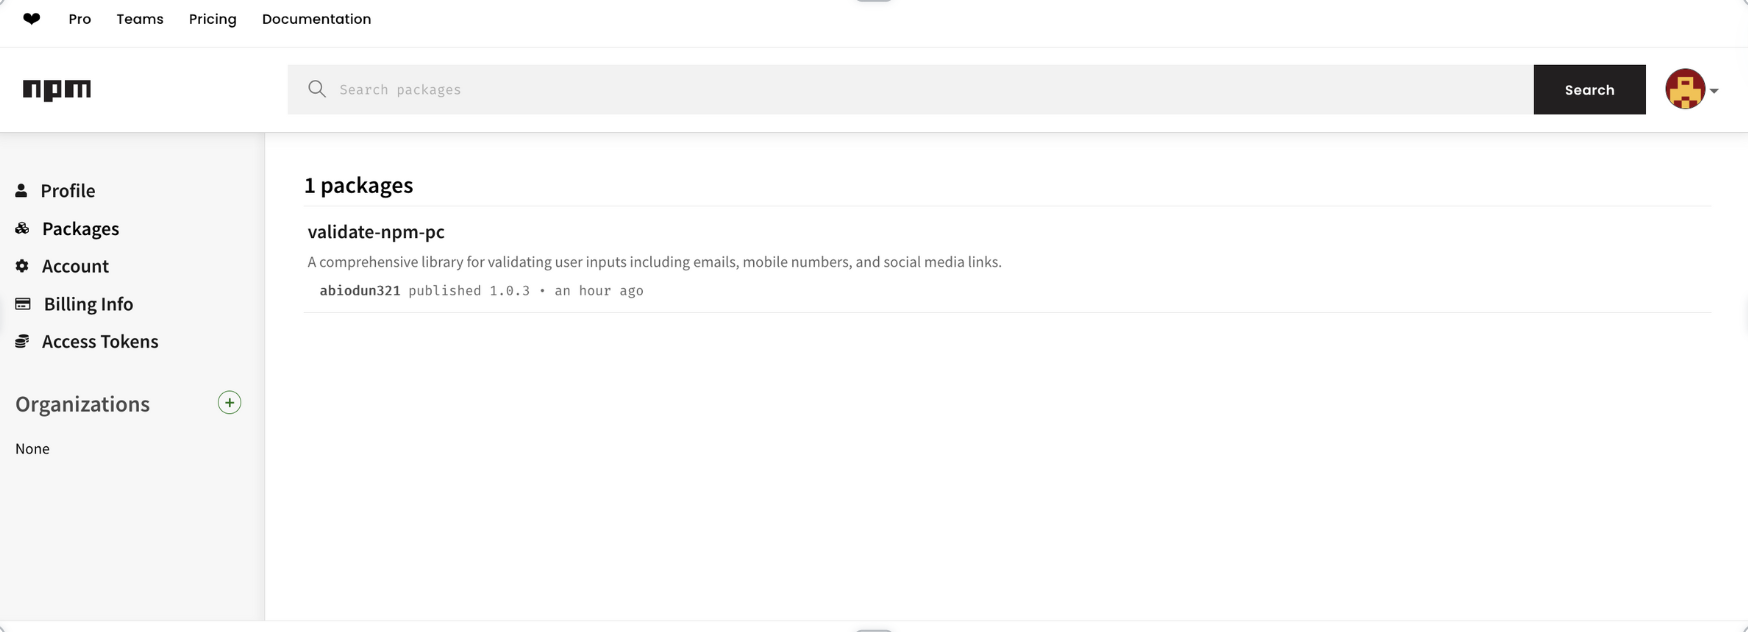 Pro Teams Pricing Documentation
npm
Search packages
Search
Profile
Packages
Account
Billing Info
Access Tokens
Organizations
+
None
1 packages
validate-npm-pc
A comprehensive library for validating user inputs including emails, mobile numbers, and social media links.
abiodun321 published 1.0.3 • an hour ago